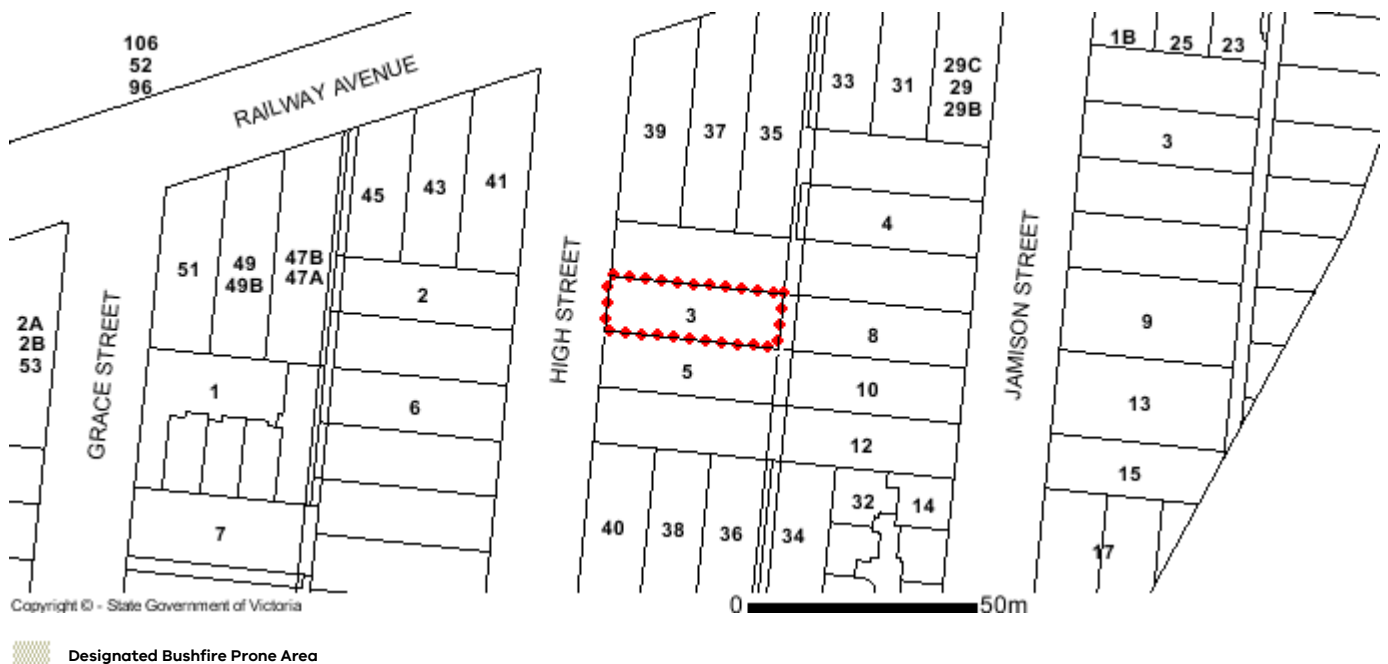 106
52
96
RAILWAY AVENUE
1B
25
23
33
31
29C
29
29B
39
37
35
3
45
43
41
4
51
49
49B
47B
47A
2
HIGH STREET
JAMISON STREET
GRACE STREET
2A
2B
53
3
8
9
5
10
1
6
13
12
15
32
14
7
40
38
36
34
17
Copyright © - State Government of Victoria
0
50m
Designated Bushfire Prone Area